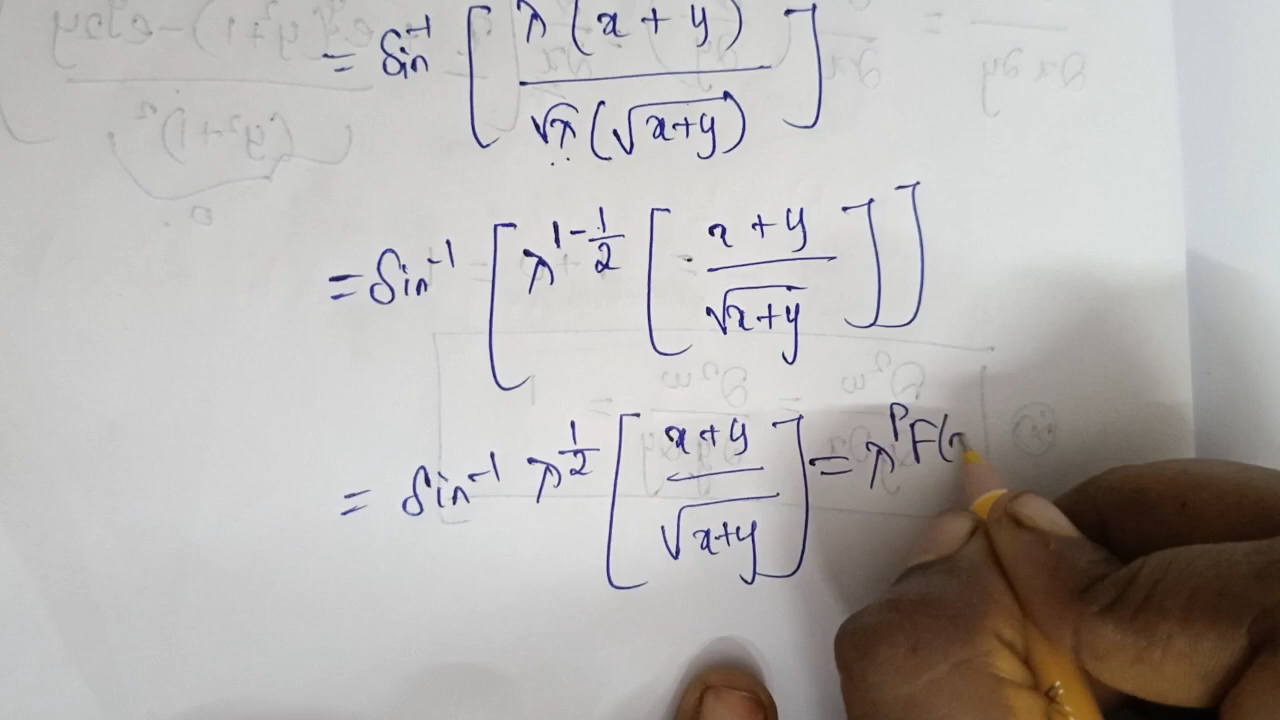 = Sin⁻¹ [ λ(x + y) / √λ(√x+y) ]
= Sin⁻¹ [ λ^(1-1/2) [ x + y / √x+y ] ]
= Sin⁻¹ λ^(1/2) [ x+y / √x+y ] = λ^P F(